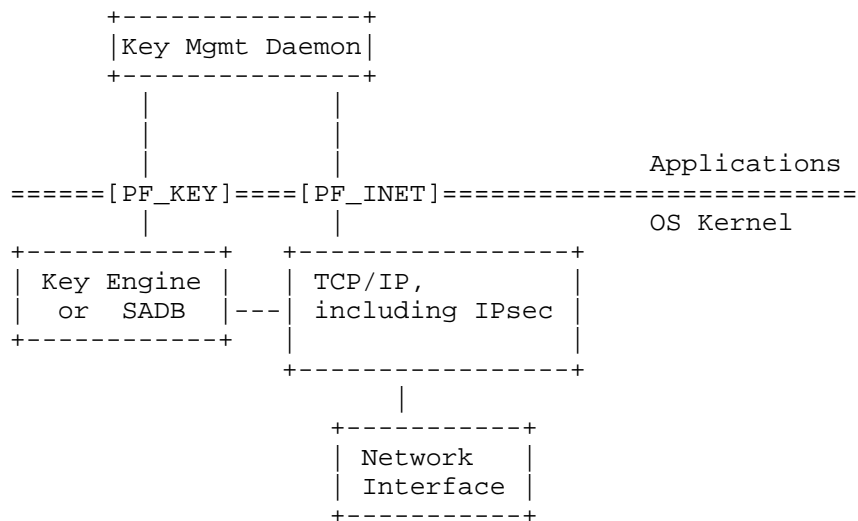 +---------------+
|Key Mgmt Daemon|
+---------------+
|           |
|           |
|           |                   Applications
======[PF_KEY]====[PF_INET]==========================
|           |                   OS Kernel
+------------+   +-----------------+
| Key Engine |   | TCP/IP,         |
|  or  SADB  |---| including IPsec |
+------------+   |                 |
+-----------------+
|
+-----------+
| Network   |
| Interface |
+-----------+